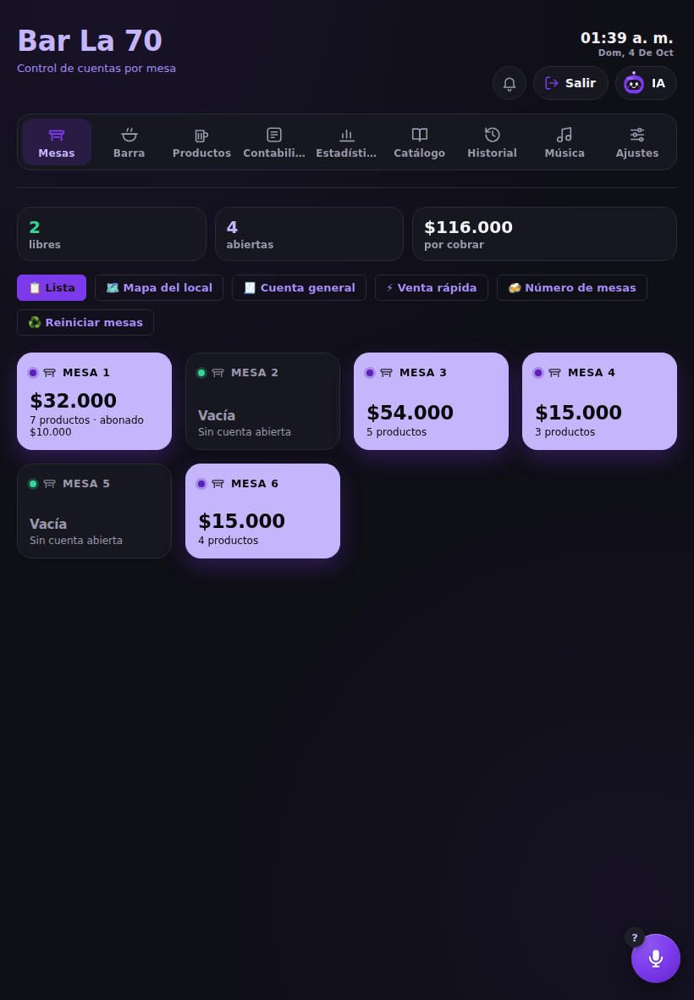 Bar La 70
Control de cuentas por mesa
01:39 a. m.
Dom, 4 De Oct
Salir
IA
Mesas
Barra
Productos
Contabili...
Estadísti...
Catálogo
Historial
Música
Ajustes
2
libres
4
abiertas
$116.000
por cobrar
Lista
Mapa del local
Cuenta general
Venta rápida
Número de mesas
Reiniciar mesas
MESA 1
$32.000
7 productos · abonado
$10.000
MESA 2
Vacía
Sin cuenta abierta
MESA 3
$54.000
5 productos
MESA 4
$15.000
3 productos
MESA 5
Vacía
Sin cuenta abierta
MESA 6
$15.000
4 productos
?